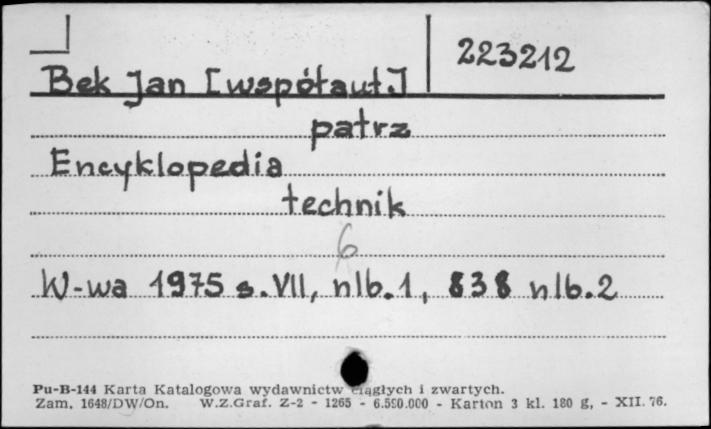 223212
Bek Jan [współaut.]
patrz
Encyklopedia
technik
6
W-wa 1975 s. VII, nlb. 1, 838 nlb. 2
Pu-B-144 Karta Katalogowa wydawnictw ciągłych i zwartych.
Zam. 1648/DW/On. W.Z.Graf. Z-2 - 1265 - 6.590.000 - Karton 3 kl. 180 g, - XII. 76.